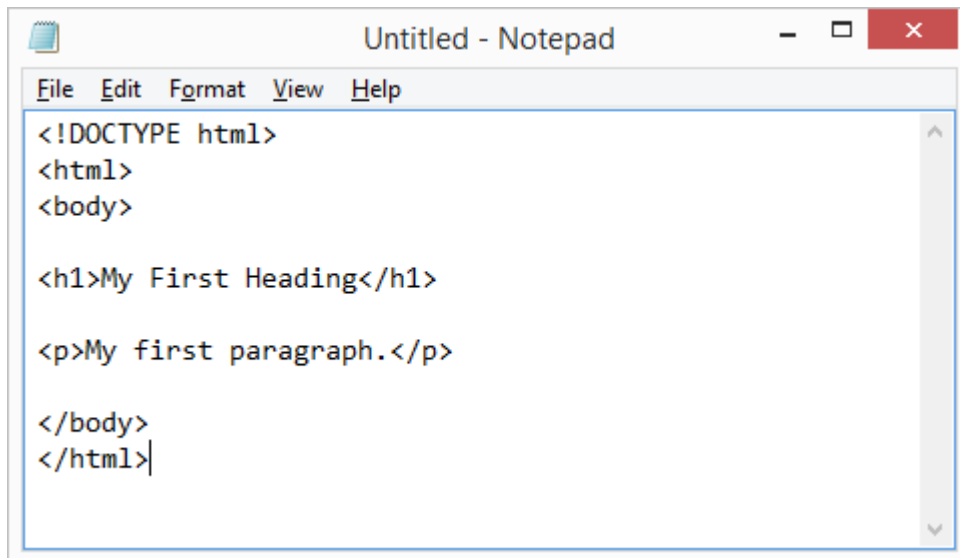 Untitled - Notepad
File Edit Format View Help
<!DOCTYPE html>
<html>
<body>
<h1>My First Heading</h1>
<p>My first paragraph.</p>
</body>
</html>